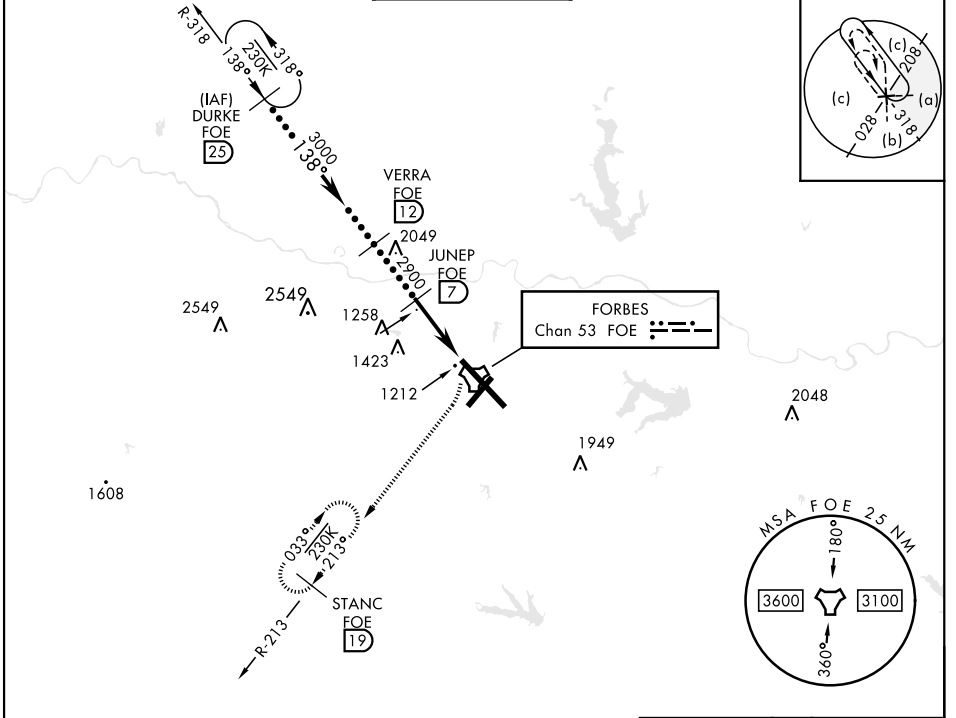 R-318
138°
230K
318°
(IAF)
DURKE
FOE
25
3000
138°
VERRA
FOE
12
2049
2900
JUNEP
FOE
7
2549
2549
1258
1423
1212
FORBES
Chan 53 FOE
2048
1949
1608
033°
230K
213°
STANC
FOE
19
R-213
(c)
208
(c)
(a)
028
318
(b)
MSA FOE 25 NM
180°
3600
3100
360°